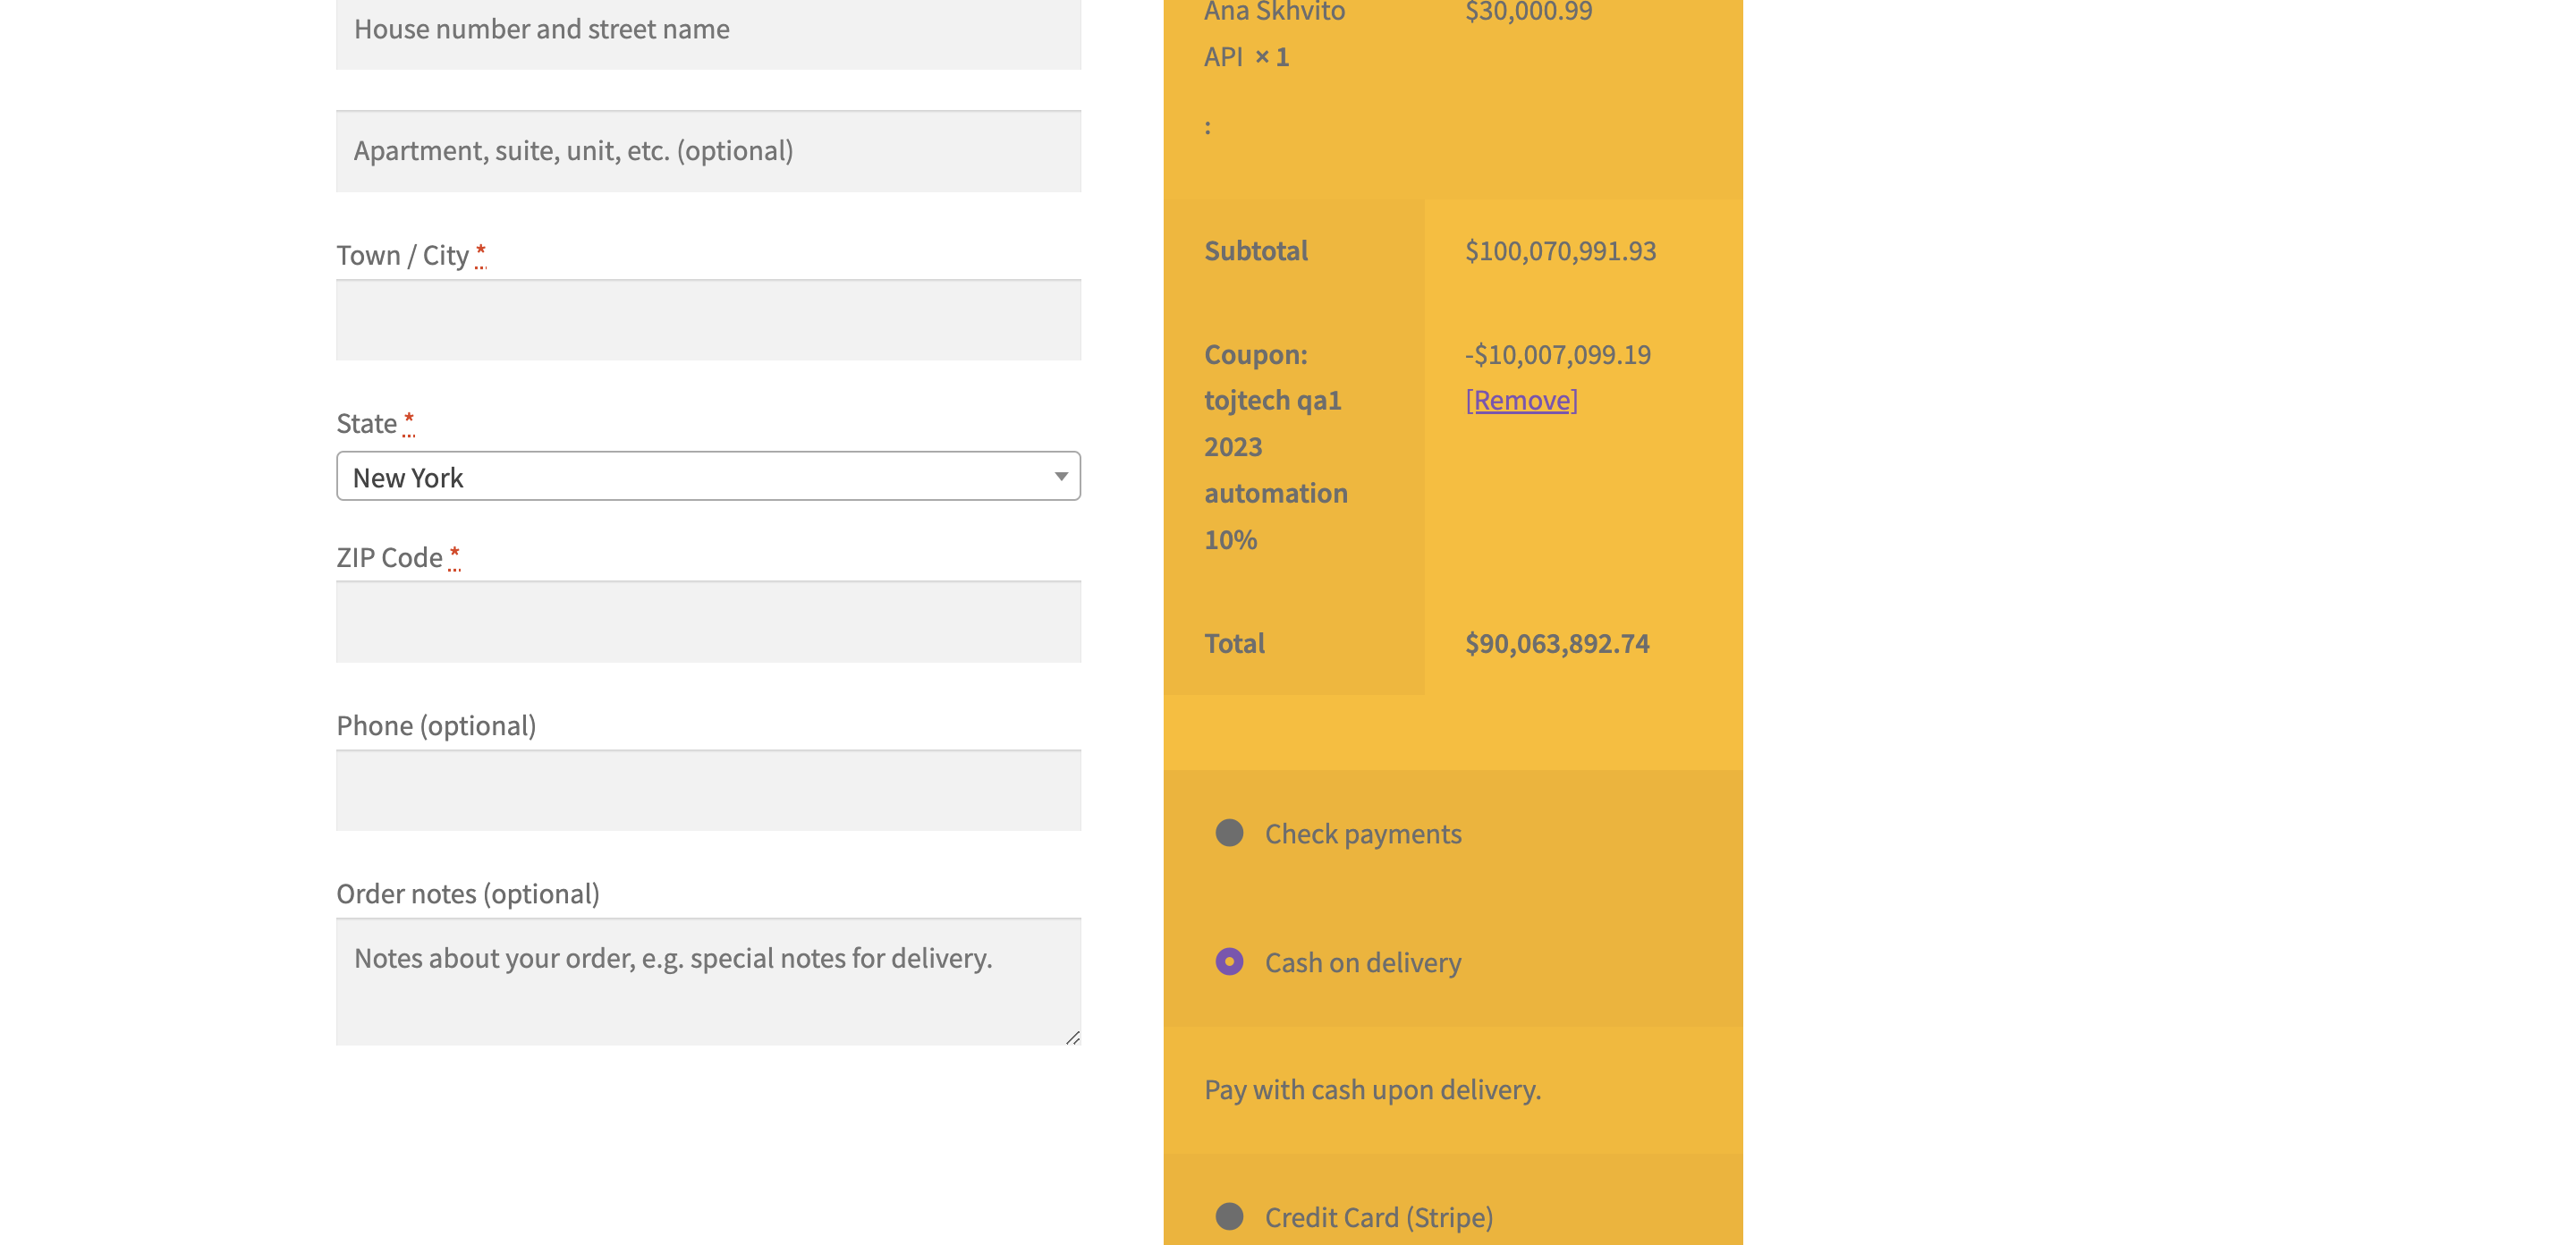 House number and street name
Apartment, suite, unit, etc. (optional)
Town / City *
State *
New York
ZIP Code *
Phone (optional)
Order notes (optional)
Notes about your order, e.g. special notes for delivery.
Ana Skhvito $30,000.99
API × 1
:
Subtotal $100,070,991.93
Coupon: -$10,007,099.19
tojtech qa1 [Remove]
2023
automation
10%
Total $90,063,892.74
Check payments
Cash on delivery
Pay with cash upon delivery.
Credit Card (Stripe)